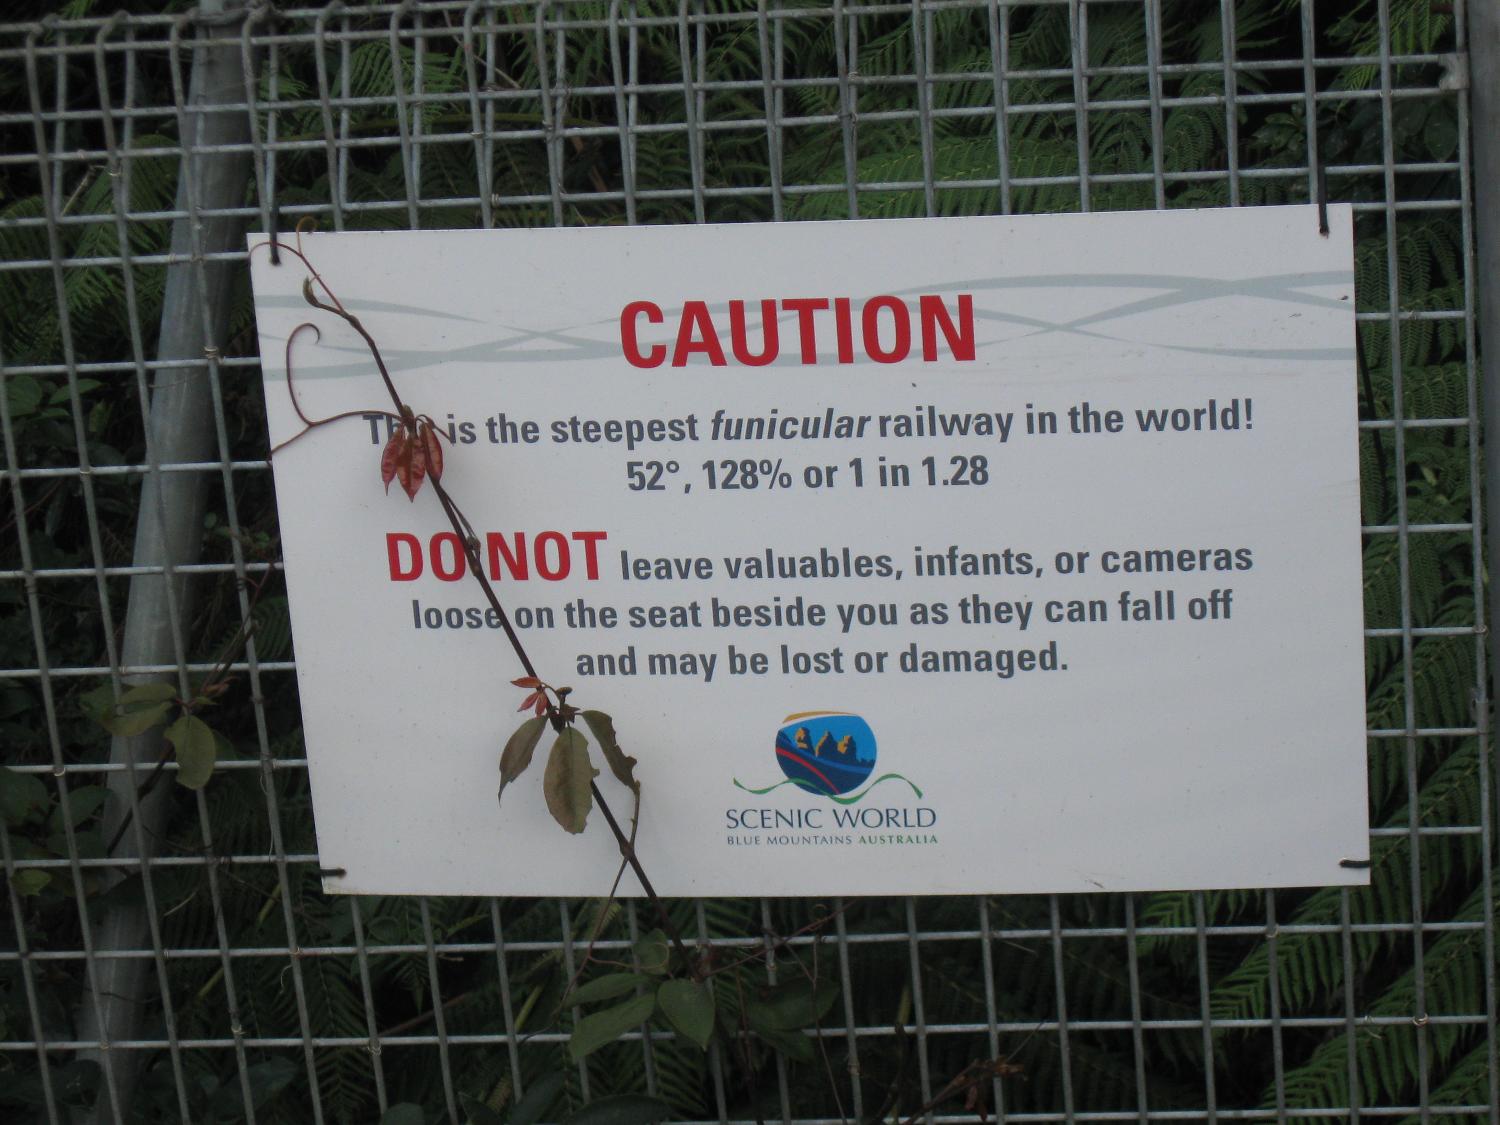 CAUTION
This is the steepest funicular railway in the world!
52°, 128% or 1 in 1.28
DO NOT leave valuables, infants, or cameras
loose on the seat beside you as they can fall off
and may be lost or damaged.
SCENIC WORLD
BLUE MOUNTAINS AUSTRALIA